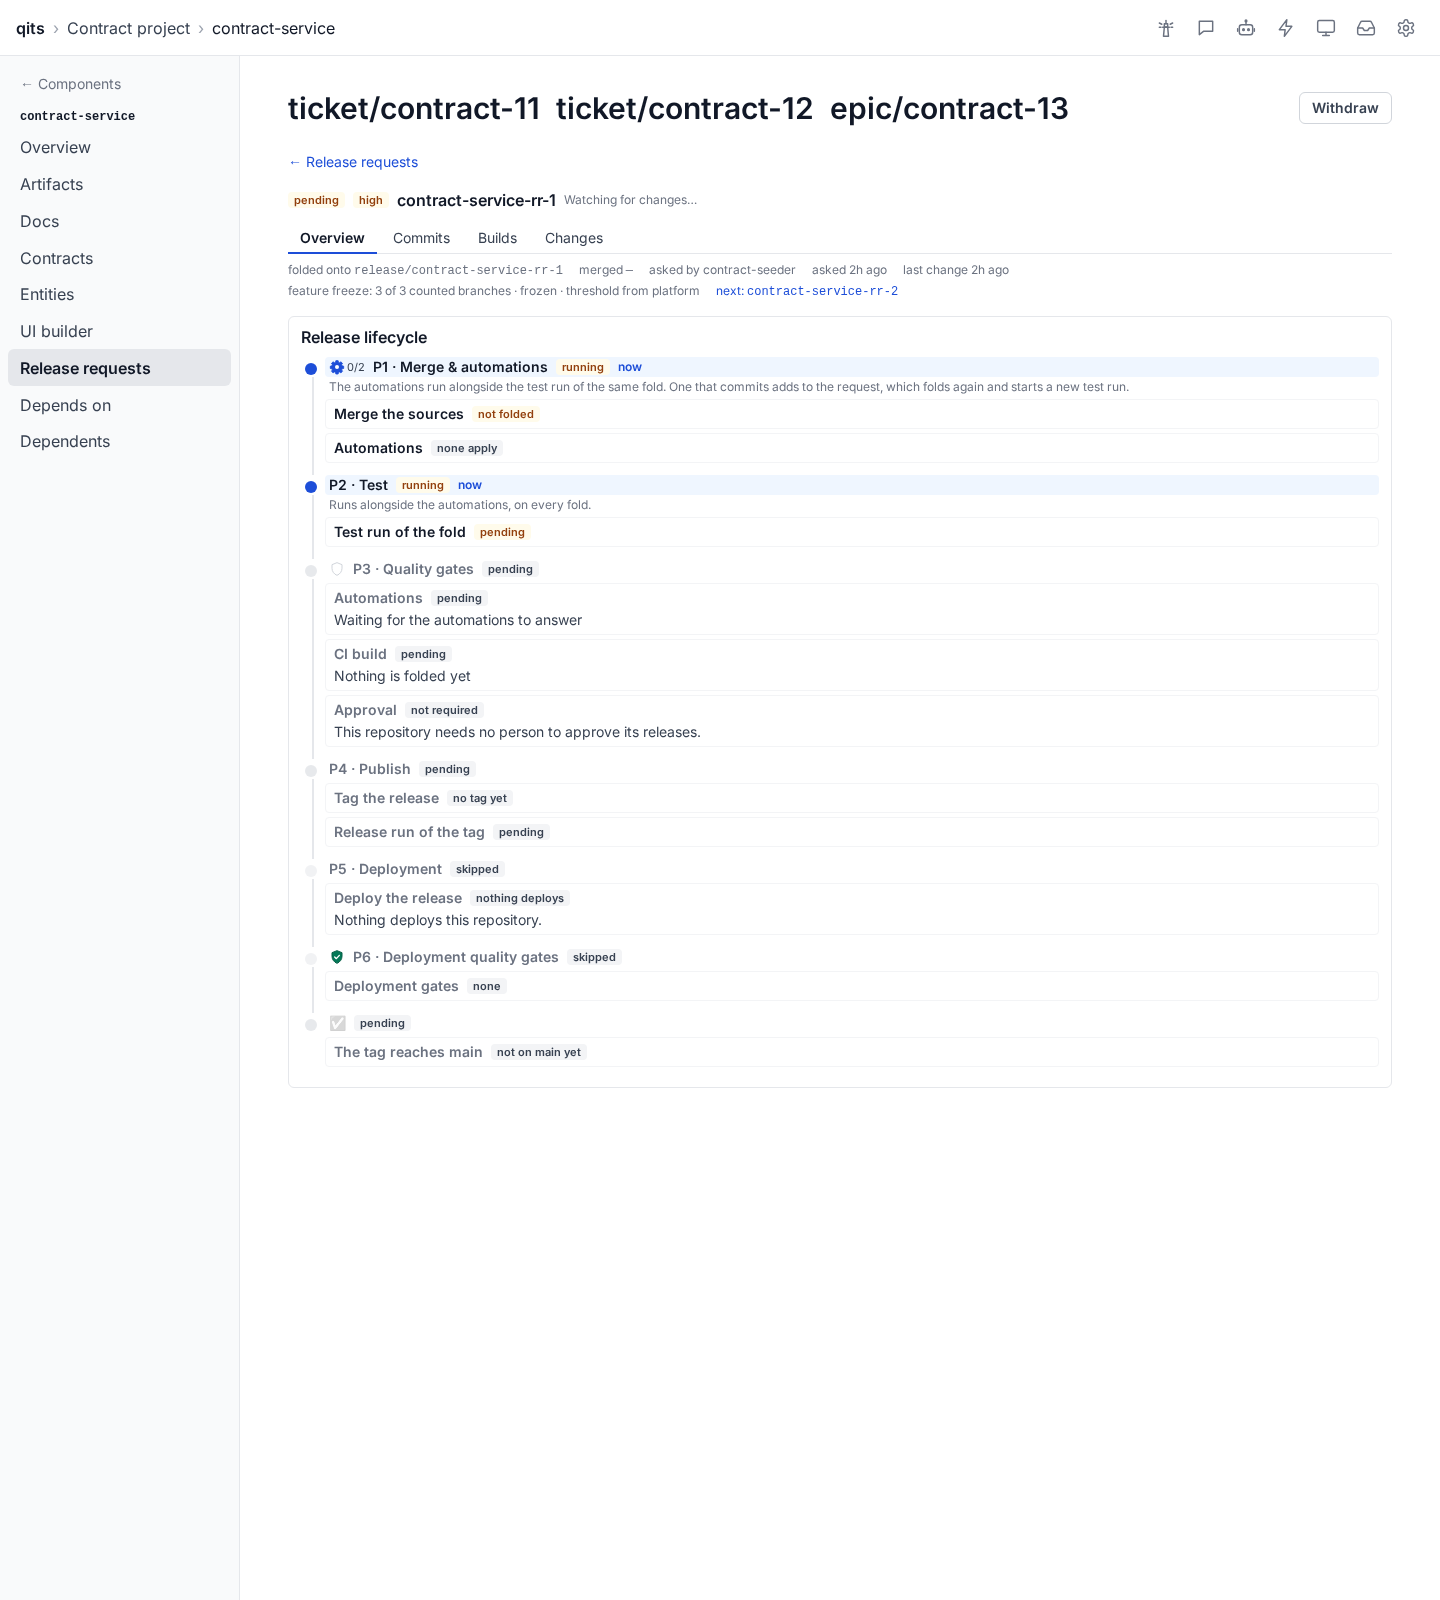 qits › Contract project › contract-service
← Components
contract-service
Overview
Artifacts
Docs
Contracts
Entities
UI builder
Release requests
Depends on
Dependents
ticket/contract-11 ticket/contract-12 epic/contract-13
Withdraw
← Release requests
pending high contract-service-rr-1 Watching for changes...
Overview Commits Builds Changes
folded onto release/contract-service-rr-1 merged — asked by contract-seeder asked 2h ago last change 2h ago
feature freeze: 3 of 3 counted branches · frozen · threshold from platform next: contract-service-rr-2
Release lifecycle
0/2 P1 · Merge & automations running now
The automations run alongside the test run of the same fold. One that commits adds to the request, which folds again and starts a new test run.
Merge the sources not folded
Automations none apply
P2 · Test running now
Runs alongside the automations, on every fold.
Test run of the fold pending
P3 · Quality gates pending
Automations pending
Waiting for the automations to answer
CI build pending
Nothing is folded yet
Approval not required
This repository needs no person to approve its releases.
P4 · Publish pending
Tag the release no tag yet
Release run of the tag pending
P5 · Deployment skipped
Deploy the release nothing deploys
Nothing deploys this repository.
P6 · Deployment quality gates skipped
Deployment gates none
pending
The tag reaches main not on main yet